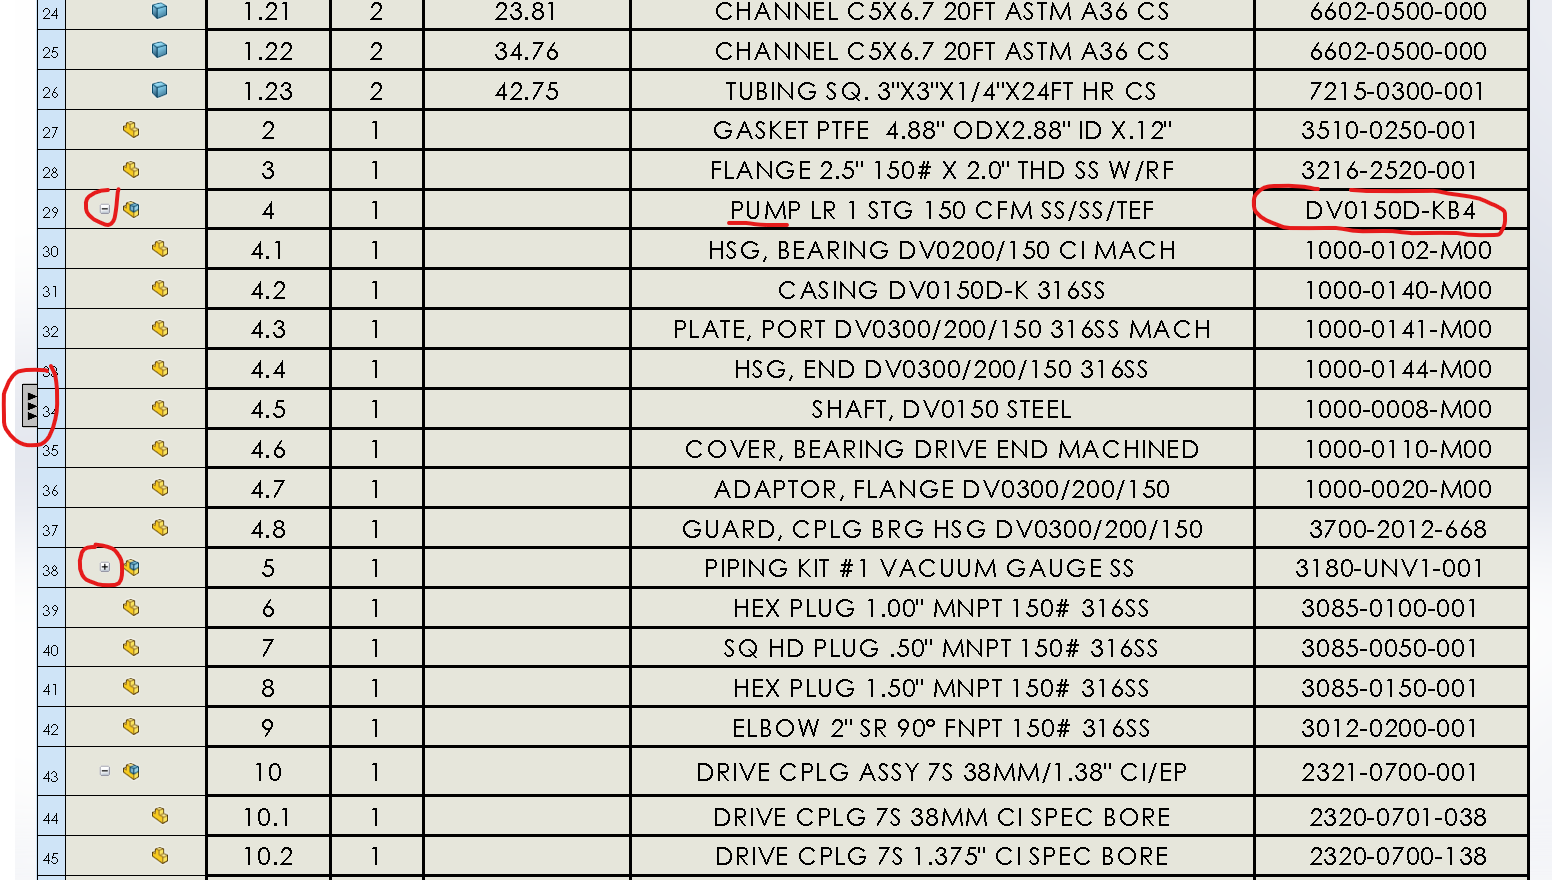 24 1.21 2 23.81 CHANNEL C5X6.7 20FT ASTM A36 CS 6602-0500-000
25 1.22 2 34.76 CHANNEL C5X6.7 20FT ASTM A36 CS 6602-0500-000
26 1.23 2 42.75 TUBING SQ. 3"X3"X1/4"X24FT HR CS 7215-0300-001
27 2 1 GASKET PTFE 4.88" ODX2.88" ID X.12" 3510-0250-001
28 3 1 FLANGE 2.5" 150# X 2.0" THD SS W/RF 3216-2520-001
29 4 1 PUMP LR 1 STG 150 CFM SS/SS/TEF DV0150D-KB4
30 4.1 1 HSG, BEARING DV0200/150 CI MACH 1000-0102-M00
31 4.2 1 CASING DV0150D-K 316SS 1000-0140-M00
32 4.3 1 PLATE, PORT DV0300/200/150 316SS MACH 1000-0141-M00
33 4.4 1 HSG, END DV0300/200/150 316SS 1000-0144-M00
34 4.5 1 SHAFT, DV0150 STEEL 1000-0008-M00
35 4.6 1 COVER, BEARING DRIVE END MACHINED 1000-0110-M00
36 4.7 1 ADAPTOR, FLANGE DV0300/200/150 1000-0020-M00
37 4.8 1 GUARD, CPLG BRG HSG DV0300/200/150 3700-2012-668
38 5 1 PIPING KIT #1 VACUUM GAUGE SS 3180-UNV1-001
39 6 1 HEX PLUG 1.00" MNPT 150# 316SS 3085-0100-001
40 7 1 SQ HD PLUG .50" MNPT 150# 316SS 3085-0050-001
41 8 1 HEX PLUG 1.50" MNPT 150# 316SS 3085-0150-001
42 9 1 ELBOW 2" SR 90° FNPT 150# 316SS 3012-0200-001
43 10 1 DRIVE CPLG ASSY 7S 38MM/1.38" CI/EP 2321-0700-001
44 10.1 1 DRIVE CPLG 7S 38MM CI SPEC BORE 2320-0701-038
45 10.2 1 DRIVE CPLG 7S 1.375" CI SPEC BORE 2320-0700-138